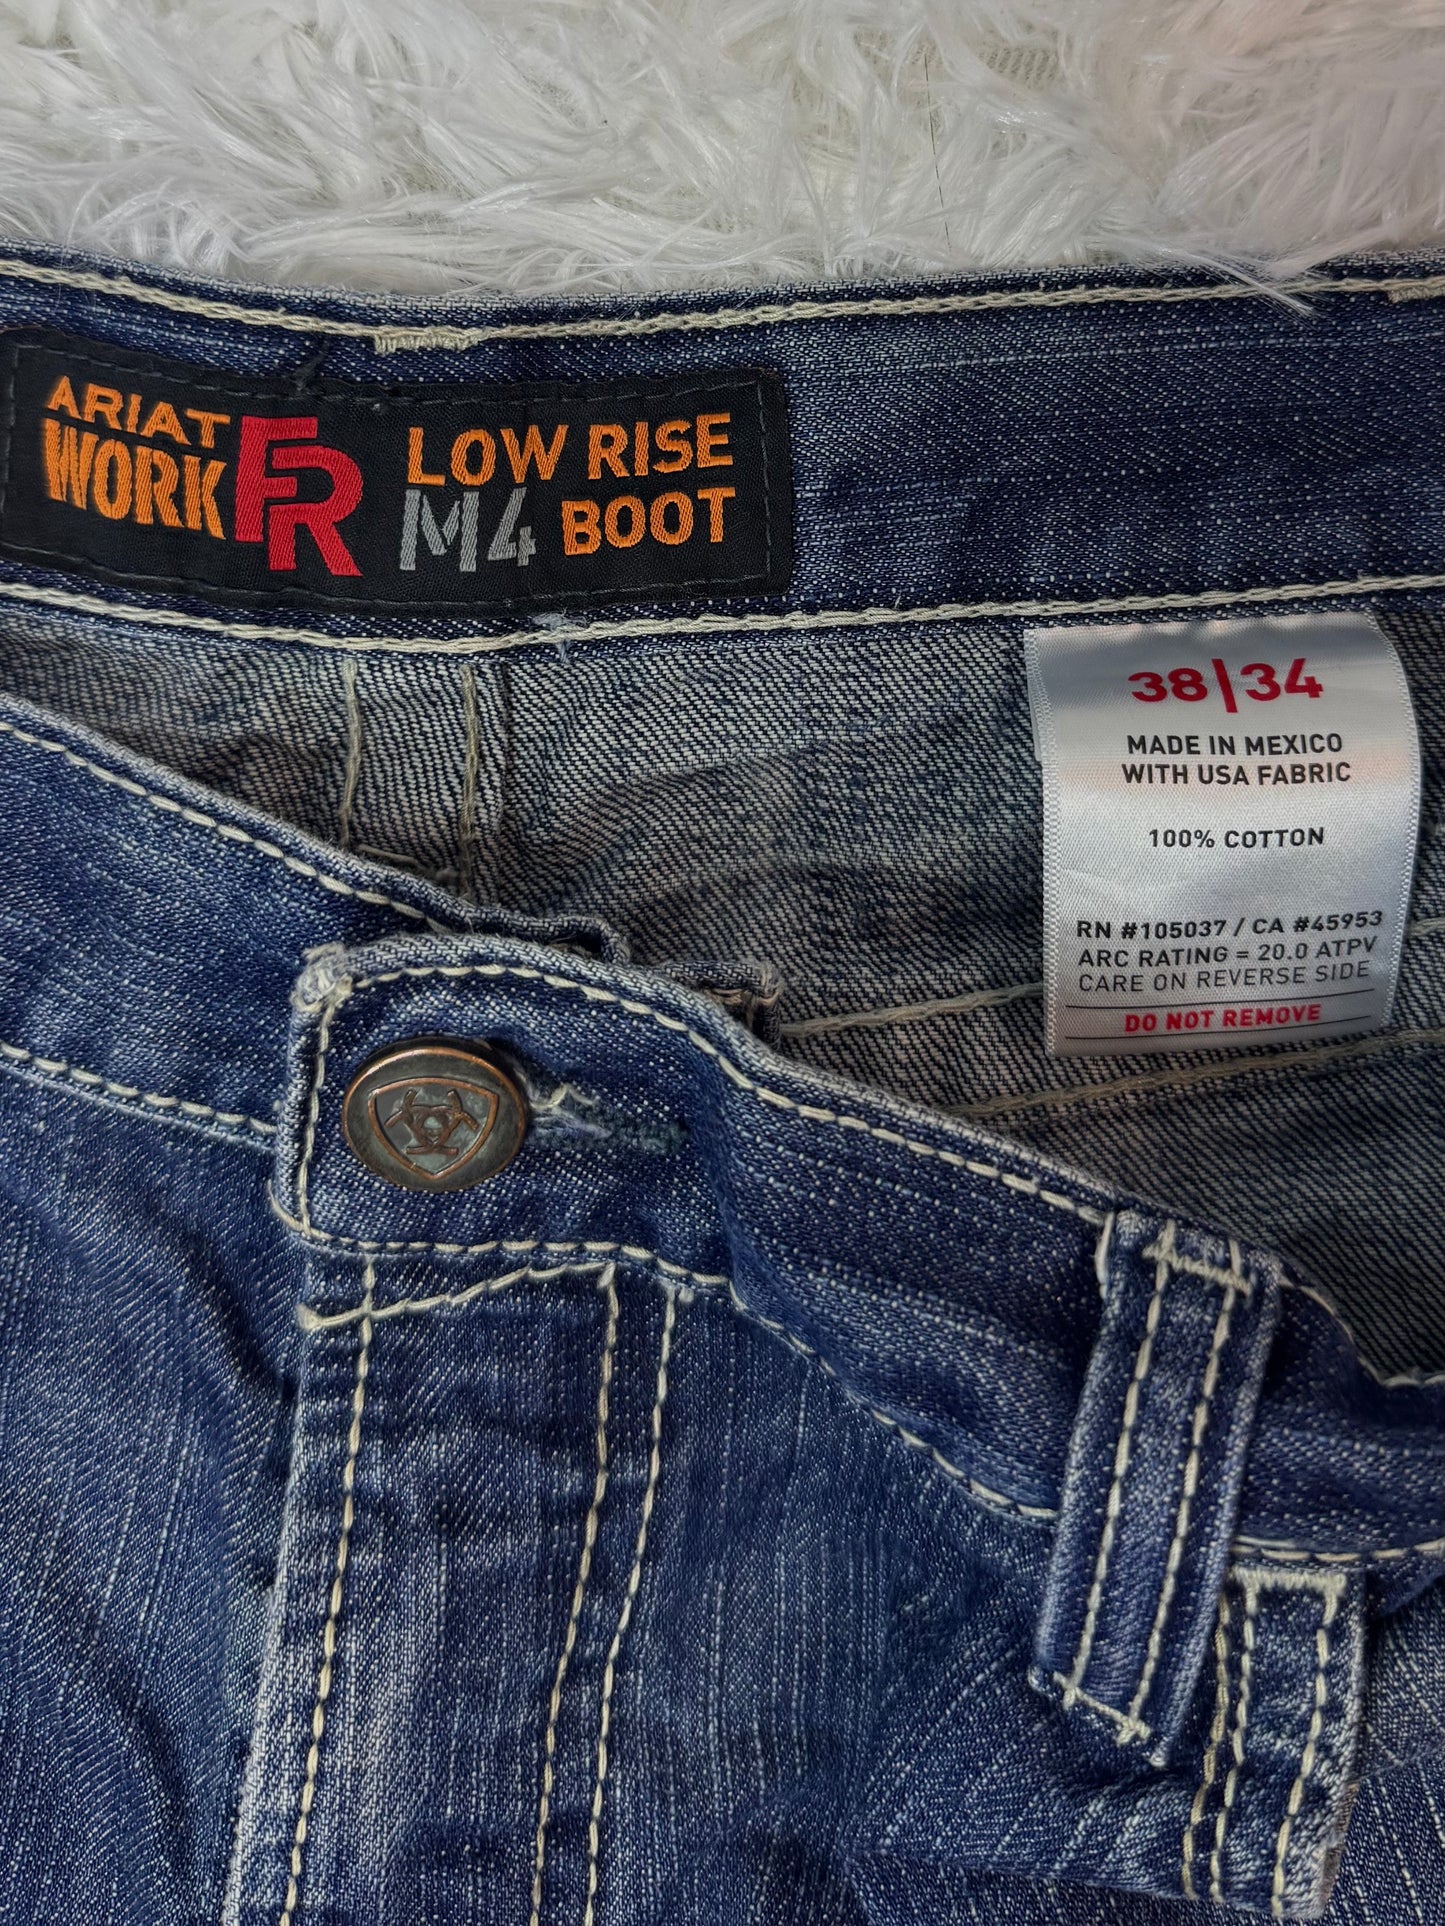 ARIAT
WORK
FR
LOW RISE
M4 BOOT
38|34
MADE IN MEXICO
WITH USA FABRIC
100% COTTON
RN #105037 / CA #45953
ARC RATING = 20.0 ATPV
CARE ON REVERSE SIDE
DO NOT REMOVE